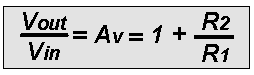 Vout/Vin = Av = 1 + R2/R1